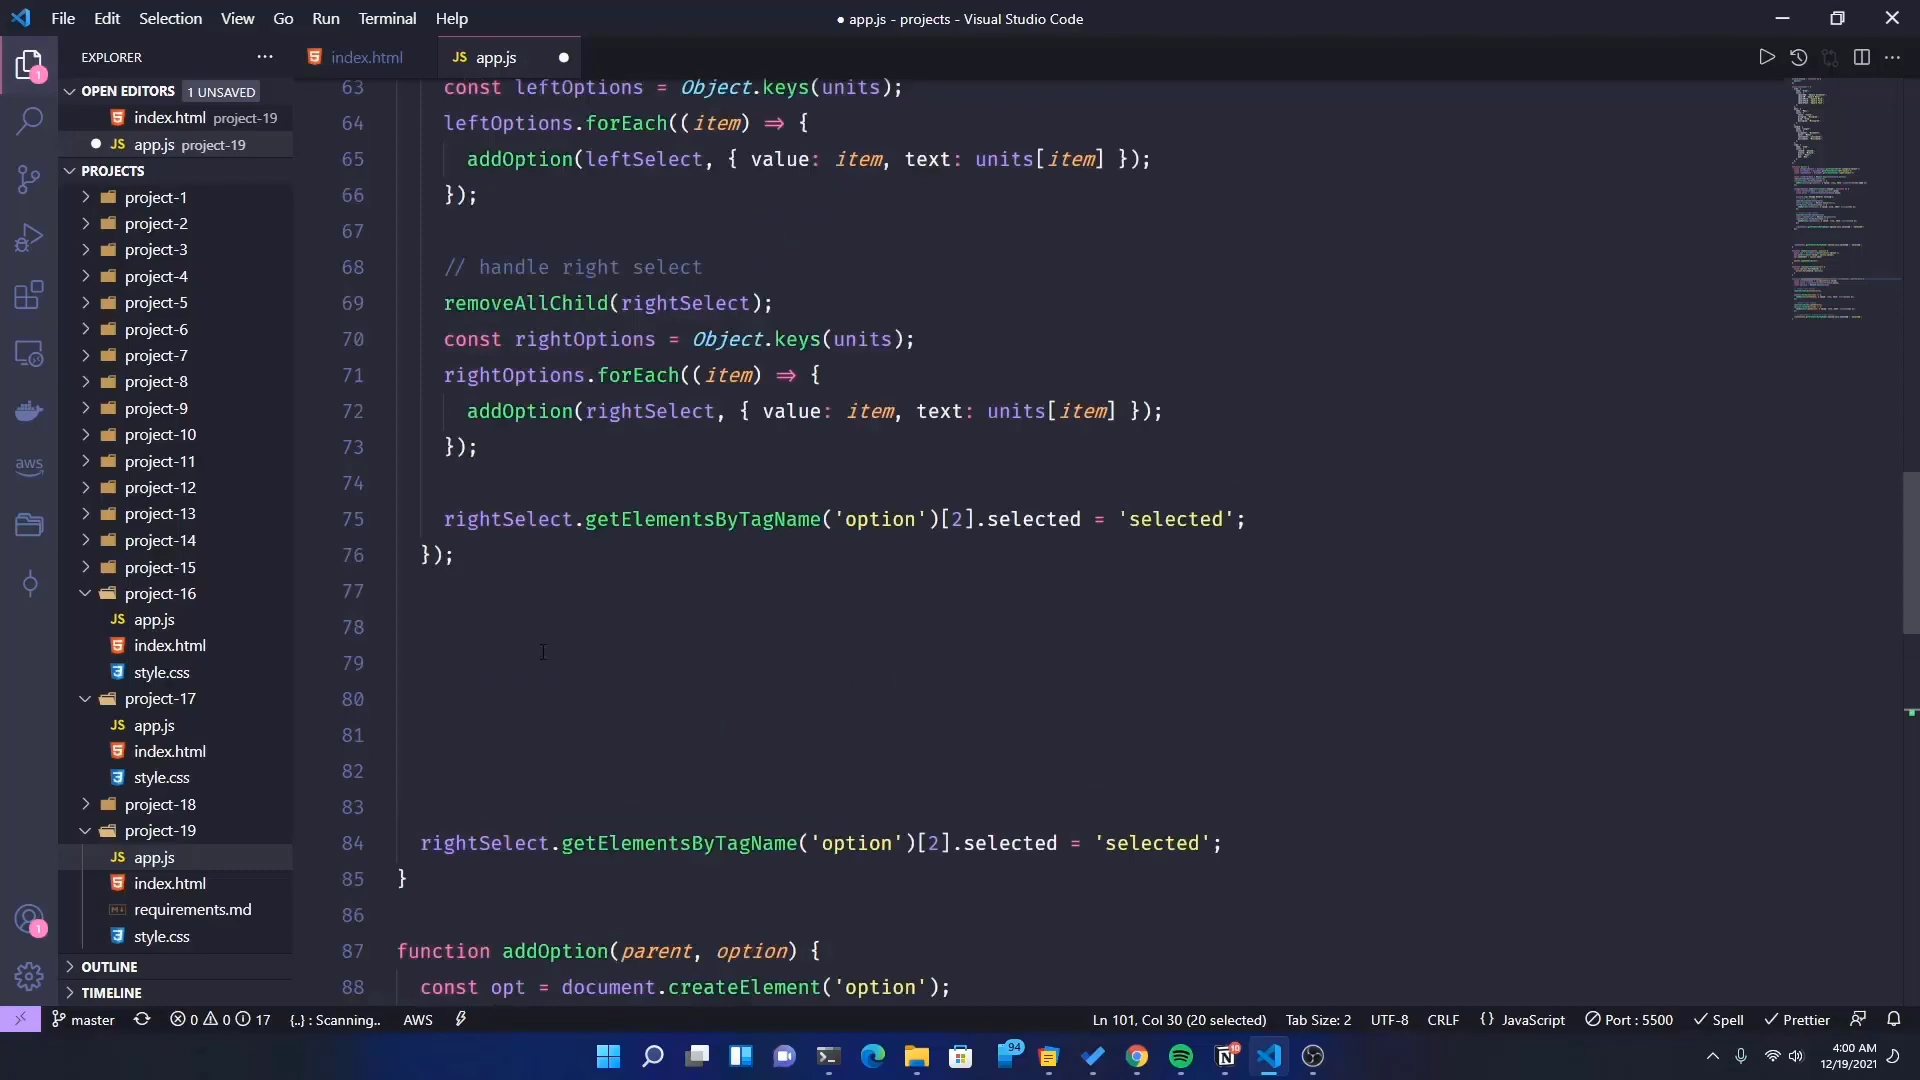 File Edit Selection View Go Run Terminal Help
● app.js - projects - Visual Studio Code
EXPLORER
index.html
JS app.js
OPEN EDITORS 1 UNSAVED
index.html project-19
JS app.js project-19
PROJECTS
project-1
project-2
project-3
project-4
project-5
project-6
project-7
project-8
project-9
project-10
project-11
project-12
project-13
project-14
project-15
project-16
JS app.js
index.html
style.css
project-17
JS app.js
index.html
style.css
project-18
project-19
JS app.js
index.html
requirements.md
style.css
OUTLINE
TIMELINE
aws
1
1
63 const leftOptions = Object.keys(units);
64 leftOptions.forEach((item) ⇒ {
65 addOption(leftSelect, { value: item, text: units[item] });
66 });
67
68 // handle right select
69 removeAllChild(rightSelect);
70 const rightOptions = Object.keys(units);
71 rightOptions.forEach((item) ⇒ {
72 addOption(rightSelect, { value: item, text: units[item] });
73 });
74
75 rightSelect.getElementsByTagName('option')[2].selected = 'selected';
76 });
77
78
79
80
81
82
83
84 rightSelect.getElementsByTagName('option')[2].selected = 'selected';
85 }
86
87 function addOption(parent, option) {
88 const opt = document.createElement('option');
master 0 0 17 {..} : Scanning.. AWS
Ln 101, Col 30 (20 selected) Tab Size: 2 UTF-8 CRLF {} JavaScript Port : 5500 Spell Prettier
94
10
4:00 AM
12/19/2021